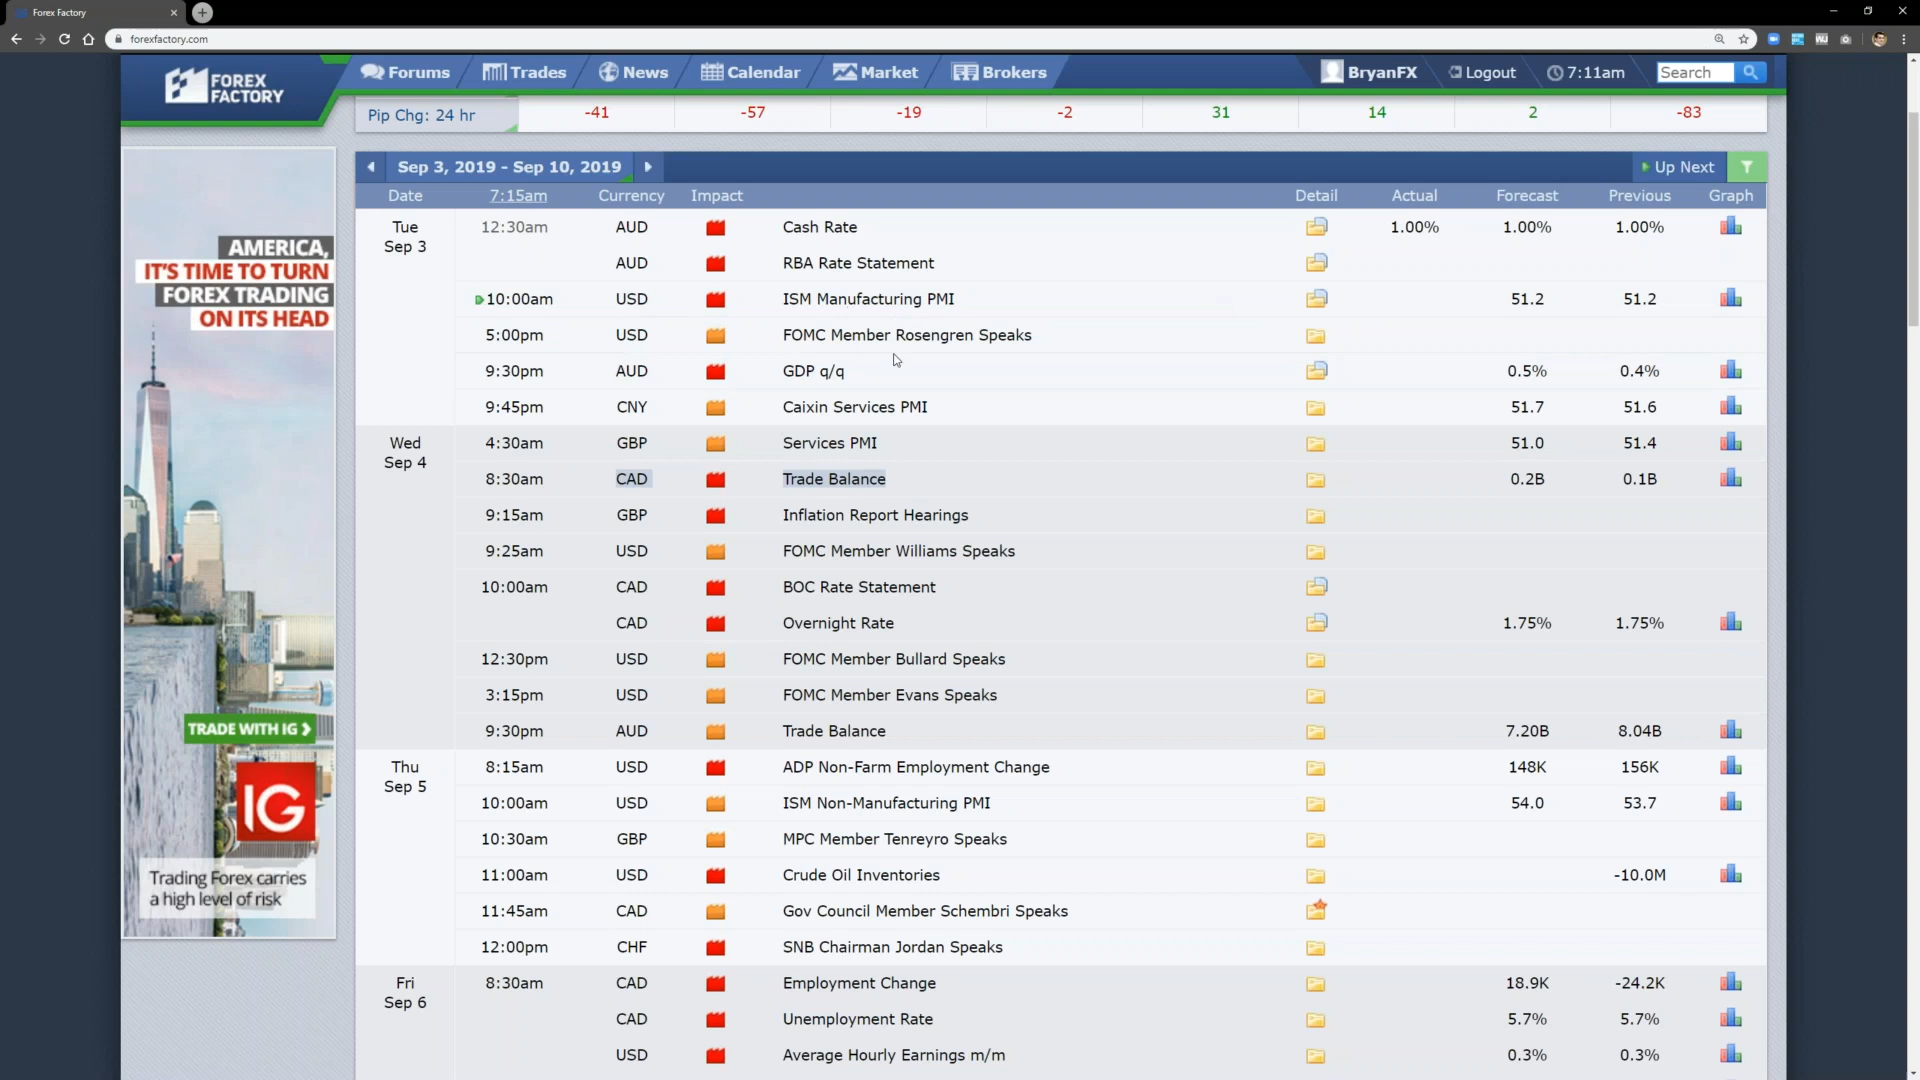 Forex Factory
forexfactory.com
FOREX FACTORY
Forums Trades News Calendar Market Brokers BryanFX Logout 7:11am Search
Pip Chg: 24 hr -41 -57 -19 -2 31 14 2 -83
Sep 3, 2019 - Sep 10, 2019 Up Next
Date 7:15am Currency Impact Detail Actual Forecast Previous Graph
Tue Sep 3 12:30am AUD Cash Rate 1.00% 1.00% 1.00%
AUD RBA Rate Statement
10:00am USD ISM Manufacturing PMI 51.2 51.2
5:00pm USD FOMC Member Rosengren Speaks
9:30pm AUD GDP q/q 0.5% 0.4%
9:45pm CNY Caixin Services PMI 51.7 51.6
Wed Sep 4 4:30am GBP Services PMI 51.0 51.4
8:30am CAD Trade Balance 0.2B 0.1B
9:15am GBP Inflation Report Hearings
9:25am USD FOMC Member Williams Speaks
10:00am CAD BOC Rate Statement
CAD Overnight Rate 1.75% 1.75%
12:30pm USD FOMC Member Bullard Speaks
3:15pm USD FOMC Member Evans Speaks
9:30pm AUD Trade Balance 7.20B 8.04B
Thu Sep 5 8:15am USD ADP Non-Farm Employment Change 148K 156K
10:00am USD ISM Non-Manufacturing PMI 54.0 53.7
10:30am GBP MPC Member Tenreyro Speaks
11:00am USD Crude Oil Inventories -10.0M
11:45am CAD Gov Council Member Schembri Speaks
12:00pm CHF SNB Chairman Jordan Speaks
Fri Sep 6 8:30am CAD Employment Change 18.9K -24.2K
CAD Unemployment Rate 5.7% 5.7%
USD Average Hourly Earnings m/m 0.3% 0.3%
AMERICA,
IT'S TIME TO TURN
FOREX TRADING
ON ITS HEAD
TRADE WITH IG
IG
Trading Forex carries
a high level of risk